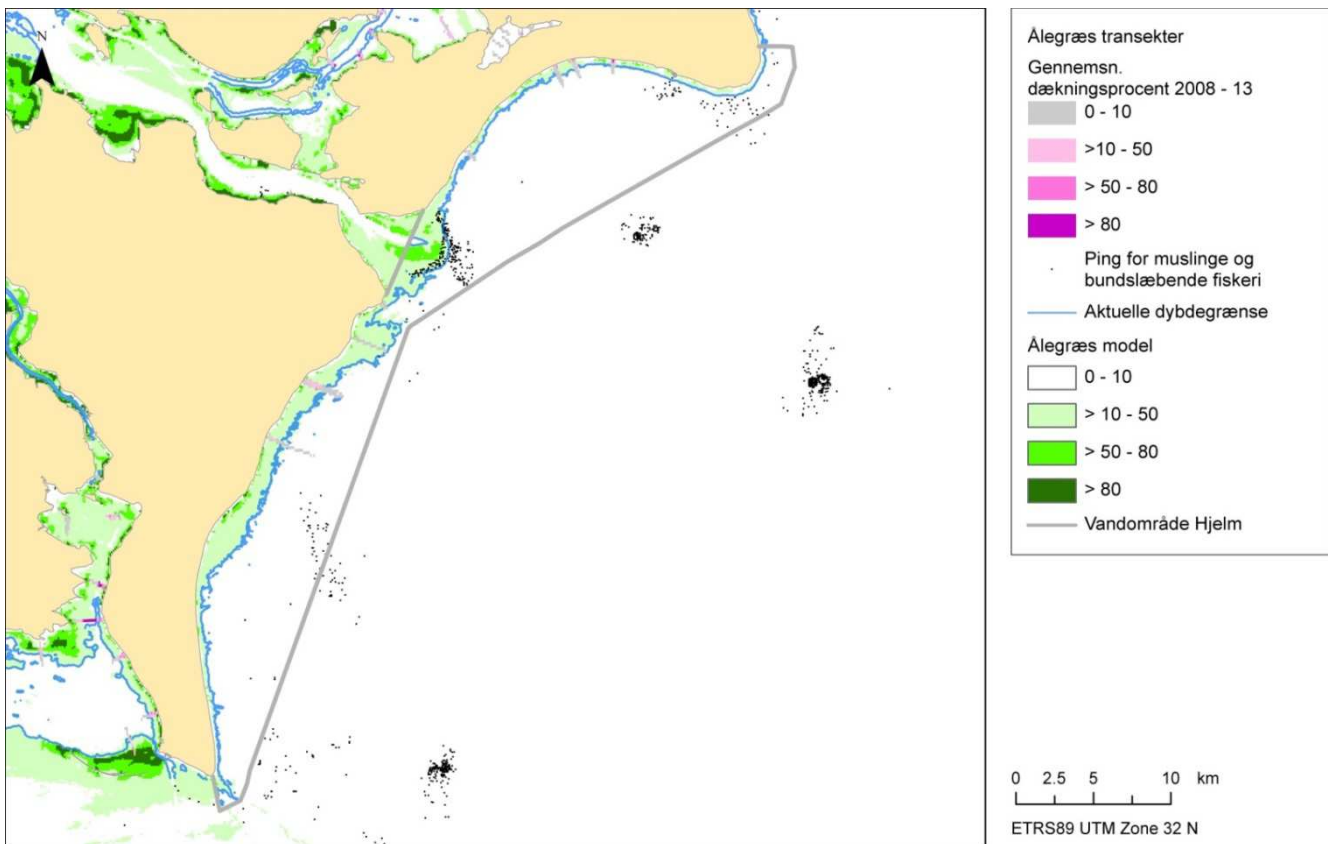 N
Ålegræs transekter
Gennemsn.
dækningsprocent 2008 - 13
0 - 10
>10 - 50
> 50 - 80
> 80
Ping for muslinge og
bundslæbende fiskeri
Aktuelle dybdegrænse
Ålegræs model
0 - 10
> 10 - 50
> 50 - 80
> 80
Vandområde Hjelm
0 2.5 5 10 km
ETRS89 UTM Zone 32 N